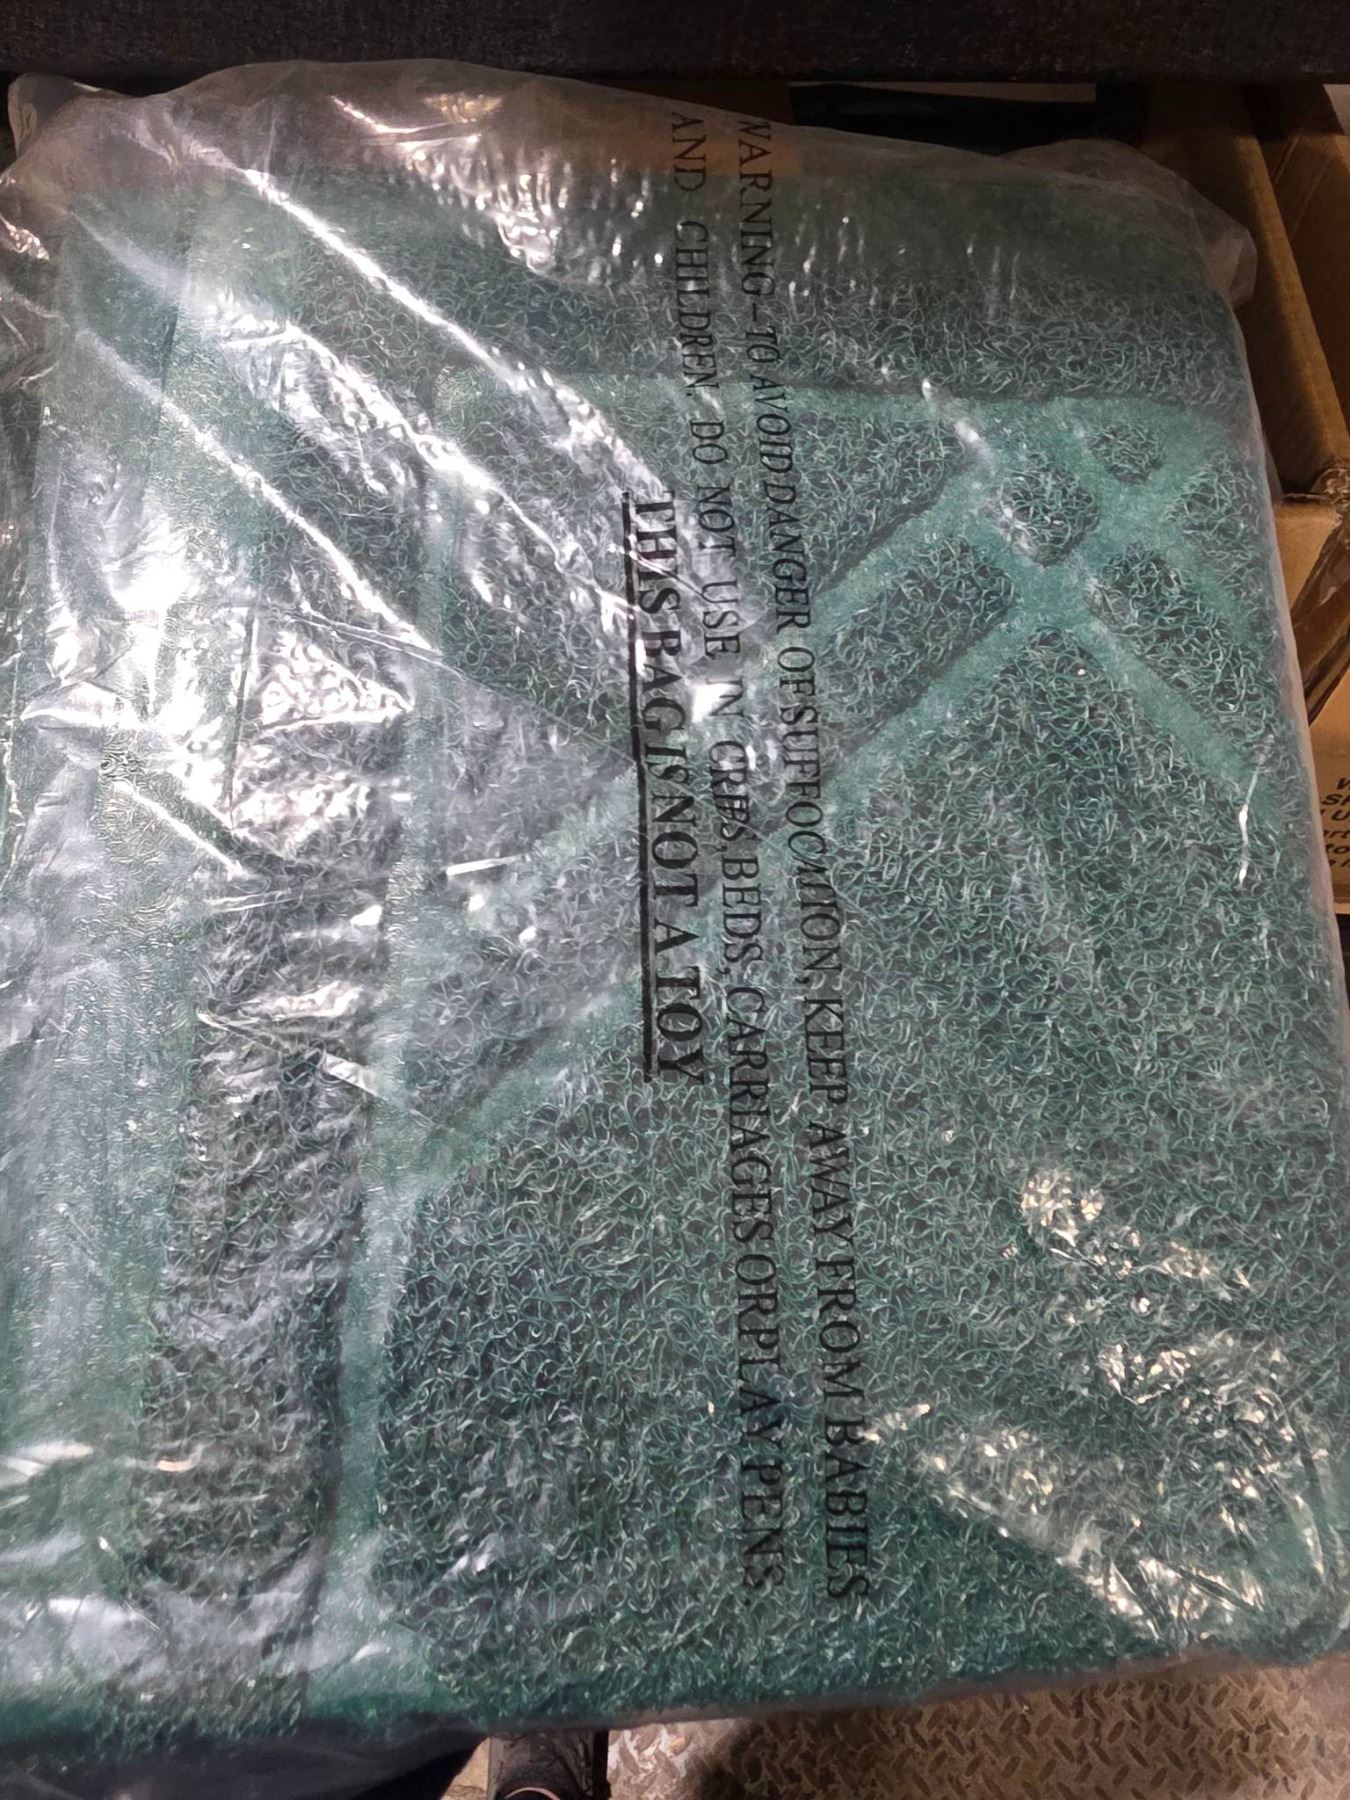 WARNING-TO AVOID DANGER OF SUFFOCATION, KEEP AWAY FROM BABIES
AND CHILDREN. DO NOT USE IN CRIBS, BEDS, CARRIAGES OR PLAY PENS.
THIS BAG IS NOT A TOY